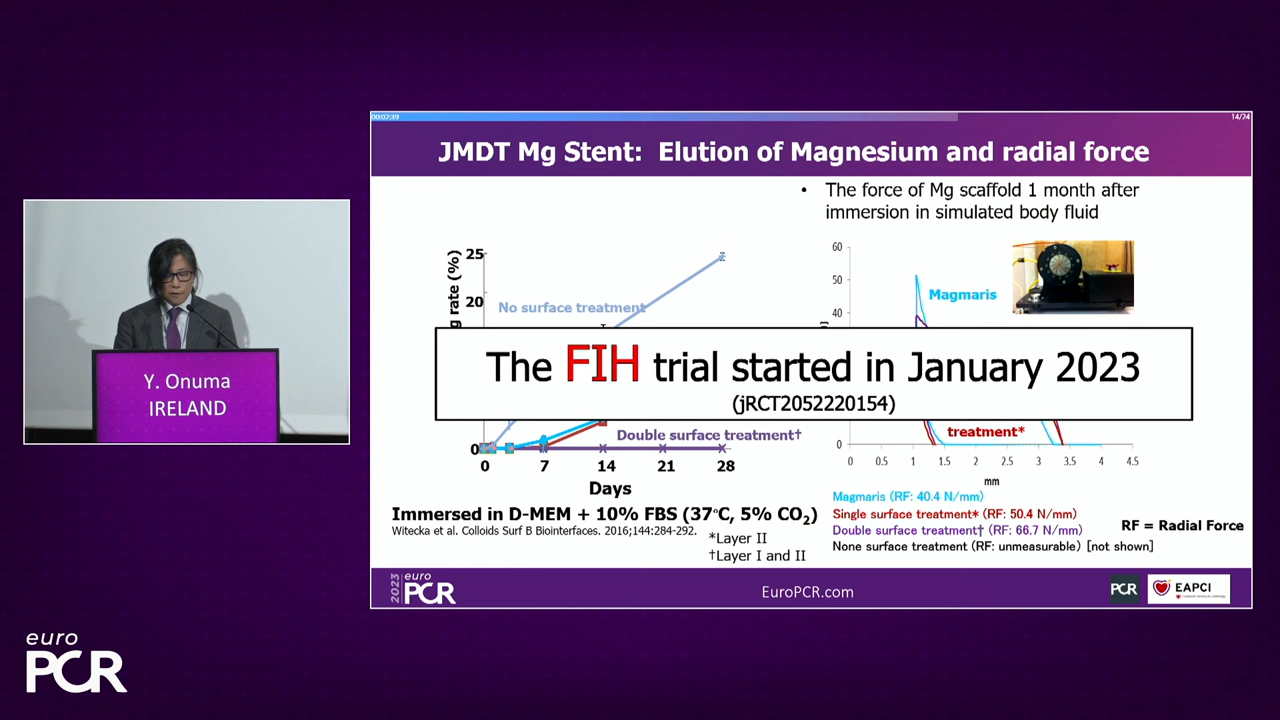 00:02:39
14/24
JMDT Mg Stent: Elution of Magnesium and radial force
• The force of Mg scaffold 1 month after
immersion in simulated body fluid
25
20
0
g rate (%)
No surface treatment
Double surface treatment†
0 7 14 21 28
Days
60
50
40
0
Magmaris
treatment*
0 0.5 1 1.5 2 2.5 3 3.5 4 4.5
mm
The FIH trial started in January 2023
(jRCT2052220154)
Immersed in D-MEM + 10% FBS (37°C, 5% CO2)
Witecka et al. Colloids Surf B Biointerfaces. 2016;144:284-292.
*Layer II
†Layer I and II
Magmaris (RF: 40.4 N/mm)
Single surface treatment* (RF: 50.4 N/mm)
Double surface treatment† (RF: 66.7 N/mm)
None surface treatment (RF: unmeasurable) [not shown]
RF = Radial Force
2023
euro
PCR
EuroPCR.com
PCR
EAPCI
Y. Onuma
IRELAND
euro
PCR